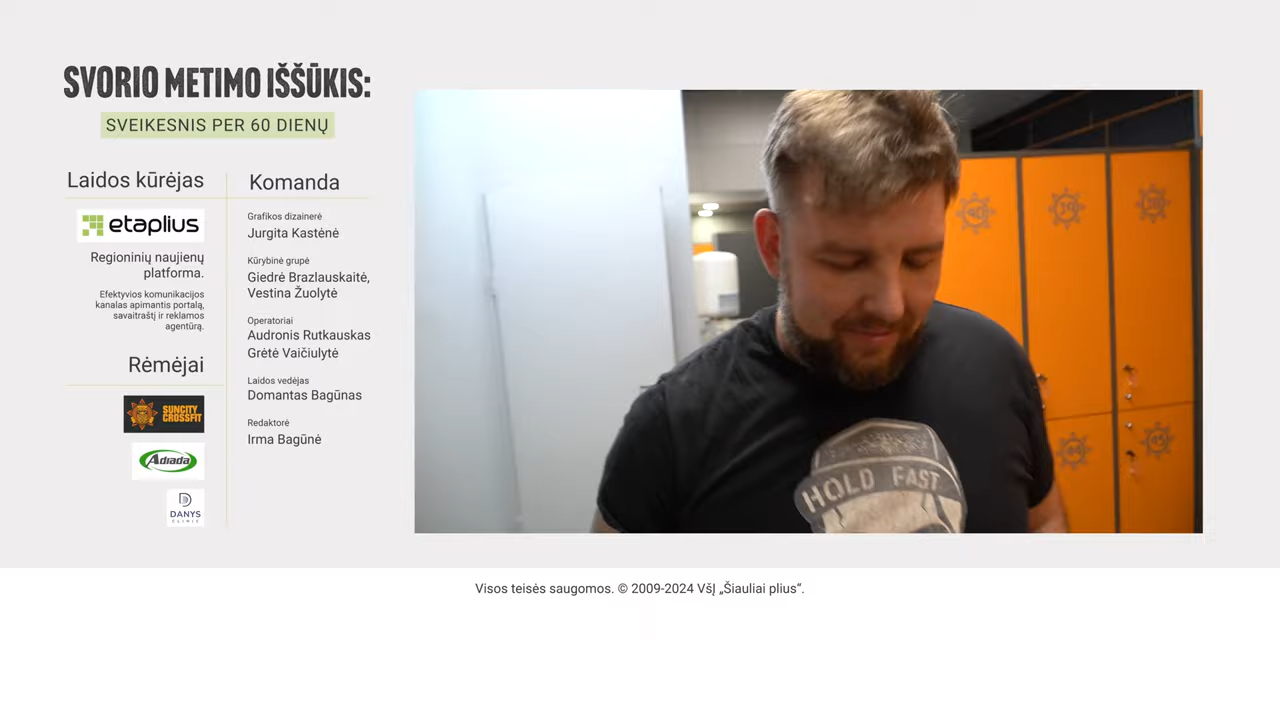 SVORIO METIMO IŠŠŪKIS:
SVEIKESNIS PER 60 DIENŲ
Laidos kūrėjas
etaplius
Regioninių naujienų
platforma.
Efektyvios komunikacijos
kanalas apimantis portalą,
savaitraštį ir reklamos
agentūrą.
Rėmėjai
SUNCITY
CROSSFIT
Adiada
DANYS
CLINIC
Komanda
Grafikos dizainerė
Jurgita Kastėnė
Kūrybinė grupė
Giedrė Brazlauskaitė,
Vestina Žuolytė
Operatoriai
Audronis Rutkauskas
Grėtė Vaičiulytė
Laidos vedėjas
Domantas Bagūnas
Redaktorė
Irma Bagūnė
HOLD FAST
Visos teisės saugomos. © 2009-2024 VšĮ „Šiauliai plius“.